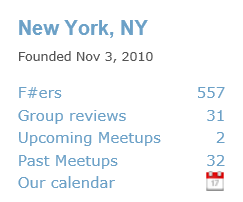 New York, NY
Founded Nov 3, 2010
F#ers 557
Group reviews 31
Upcoming Meetups 2
Past Meetups 32
Our calendar 17